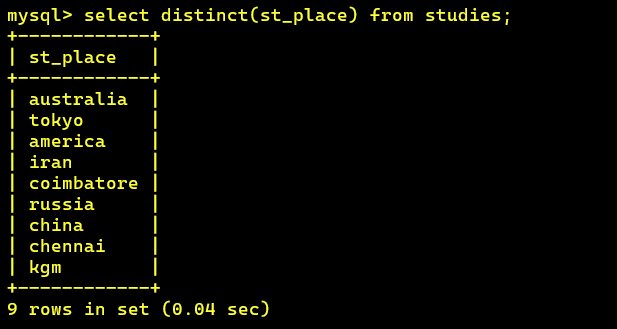 mysql> select distinct(st_place) from studies;
+------------+
| st_place   |
+------------+
| australia  |
| tokyo      |
| america    |
| iran       |
| coimbatore |
| russia     |
| china      |
| chennai    |
| kgm        |
+------------+
9 rows in set (0.04 sec)